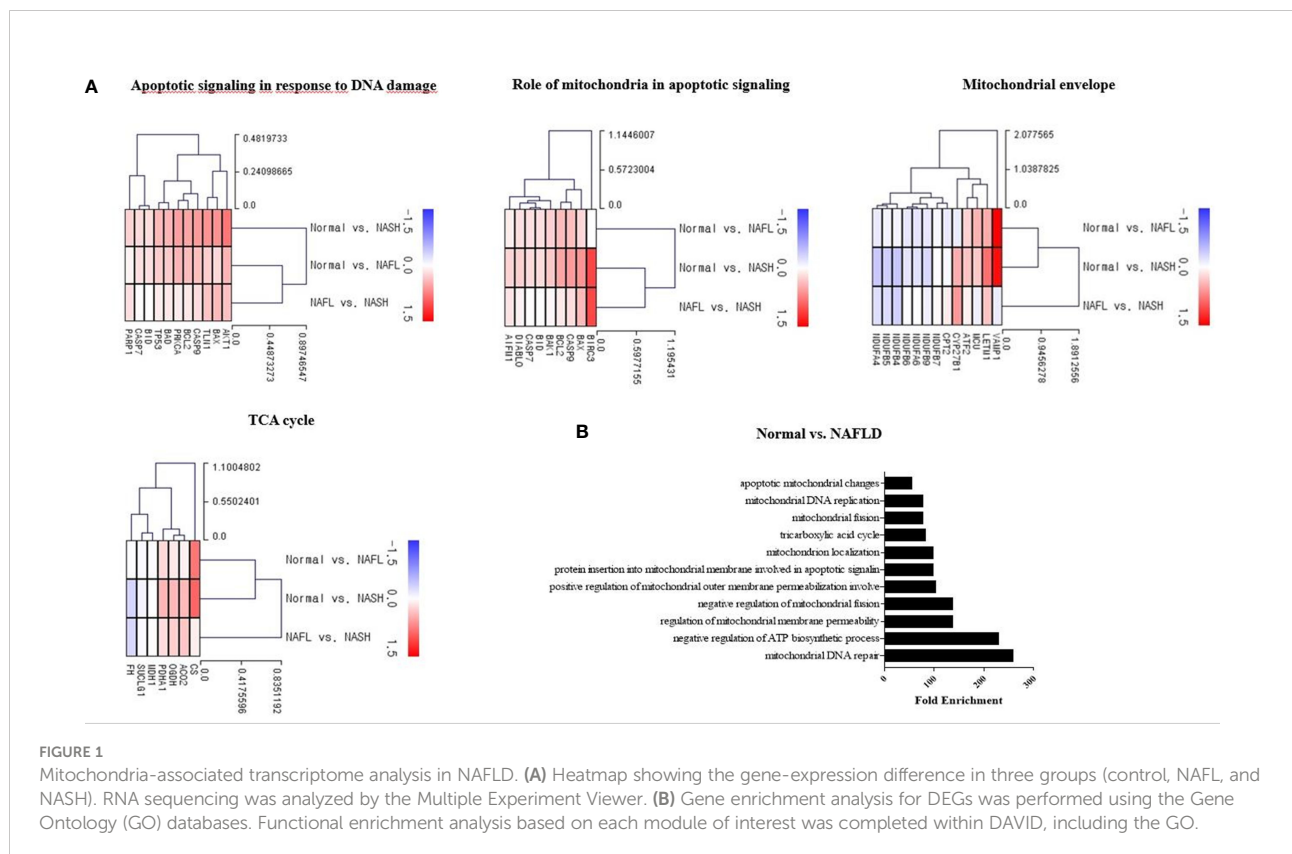 A
Apoptotic signaling in response to DNA damage
0.4819733
0.24098665
0.0
Normal vs. NASH
Normal vs. NAFL
NAFL vs. NASH
-1.5
0.0
1.5
PARP1
CASP7
BID
TP53
BAD
PRKCA
BCL2
CASP9
TLN1
BAX
AKT1
0.0
0.44873273
0.89746547
Role of mitochondria in apoptotic signaling
1.1446007
0.5723004
0.0
Normal vs. NAFL
Normal vs. NASH
NAFL vs. NASH
-1.5
0.0
1.5
AIFM1
DIABLO
CASP7
BID
BAK1
BCL2
CASP9
BAX
BIRC3
0.0
0.5977155
1.195431
Mitochondrial envelope
2.077565
1.0387825
0.0
Normal vs. NAFL
Normal vs. NASH
NAFL vs. NASH
-1.5
0.0
1.5
NDUFA4
NDUFB5
NDUFB4
NDUFB6
NDUFA6
NDUFB9
NDUFB7
CPT2
CYP27B1
ATF2
MCU
LETM1
VAMP1
0.0
0.9456278
1.8912556
TCA cycle
1.1004802
0.5502401
0.0
Normal vs. NAFL
Normal vs. NASH
NAFL vs. NASH
-1.5
0.0
1.5
FH
SUCLG1
MDH1
PDHA1
OGDH
ACO2
CS
0.0
0.4175596
0.8351192
B
Normal vs. NAFLD
apoptotic mitochondrial changes
mitochondrial DNA replication
mitochondrial fusion
tricarboxylic acid cycle
mitochondrion localization
protein insertion into mitochondrial membrane involved in apoptotic signalin
positive regulation of mitochondrial outer membrane permeabilization involve
negative regulation of mitochondrial fusion
regulation of mitochondrial membrane permeability
negative regulation of ATP biosynthetic process
mitochondrial DNA repair
0
100
200
300
Fold Enrichment
FIGURE 1
Mitochondria-associated transcriptome analysis in NAFLD. (A) Heatmap showing the gene-expression difference in three groups (control, NAFL, and
NASH). RNA sequencing was analyzed by the Multiple Experiment Viewer. (B) Gene enrichment analysis for DEGs was performed using the Gene
Ontology (GO) databases. Functional enrichment analysis based on each module of interest was completed within DAVID, including the GO.